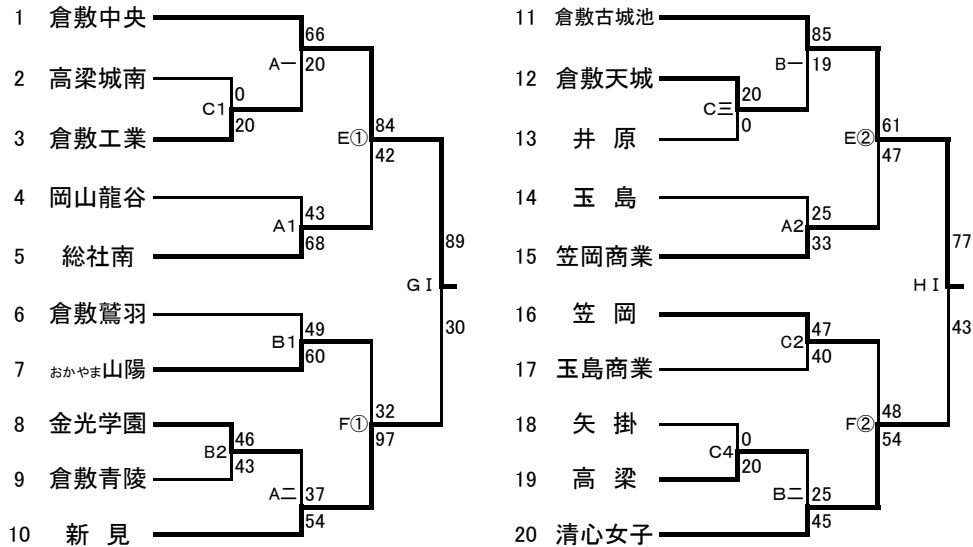 1 倉敷中央
66
A一
20
2 高梁城南
0
C1
20
3 倉敷工業
84
E①
42
4 岡山龍谷
43
A1
68
5 総社南
89
GⅠ
30
6 倉敷鷲羽
49
B1
60
7 おかやま山陽
32
F①
97
8 金光学園
46
B2
43
9 倉敷青陵
37
A二
54
10 新見
11 倉敷古城池
85
B一
19
12 倉敷天城
20
C三
0
13 井原
61
E②
47
14 玉島
25
A2
33
15 笠岡商業
77
HⅠ
43
16 笠岡
47
C2
40
17 玉島商業
48
F②
54
18 矢掛
0
C4
20
19 高梁
25
B二
45
20 清心女子